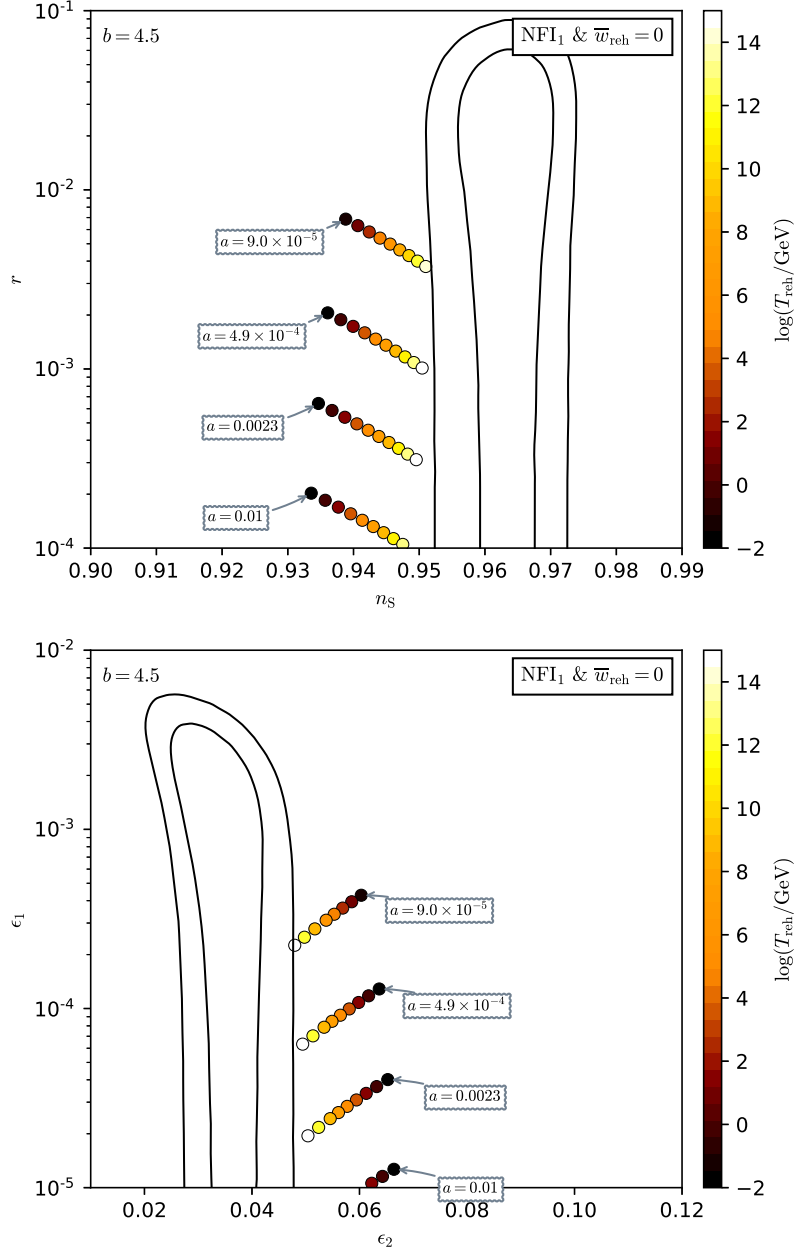 b = 4.5
NFI₁ & w̅_reh = 0
10⁻¹
10⁻²
10⁻³
10⁻⁴
r
a = 9.0 × 10⁻⁵
a = 4.9 × 10⁻⁴
a = 0.0023
a = 0.01
0.90 0.91 0.92 0.93 0.94 0.95 0.96 0.97 0.98 0.99
n_S
14
12
10
8
6
4
2
0
−2
log(T_reh/GeV)
b = 4.5
NFI₁ & w̅_reh = 0
10⁻²
10⁻³
10⁻⁴
10⁻⁵
ϵ₁
a = 9.0 × 10⁻⁵
a = 4.9 × 10⁻⁴
a = 0.0023
a = 0.01
0.02 0.04 0.06 0.08 0.10 0.12
ϵ₂
14
12
10
8
6
4
2
0
−2
log(T_reh/GeV)